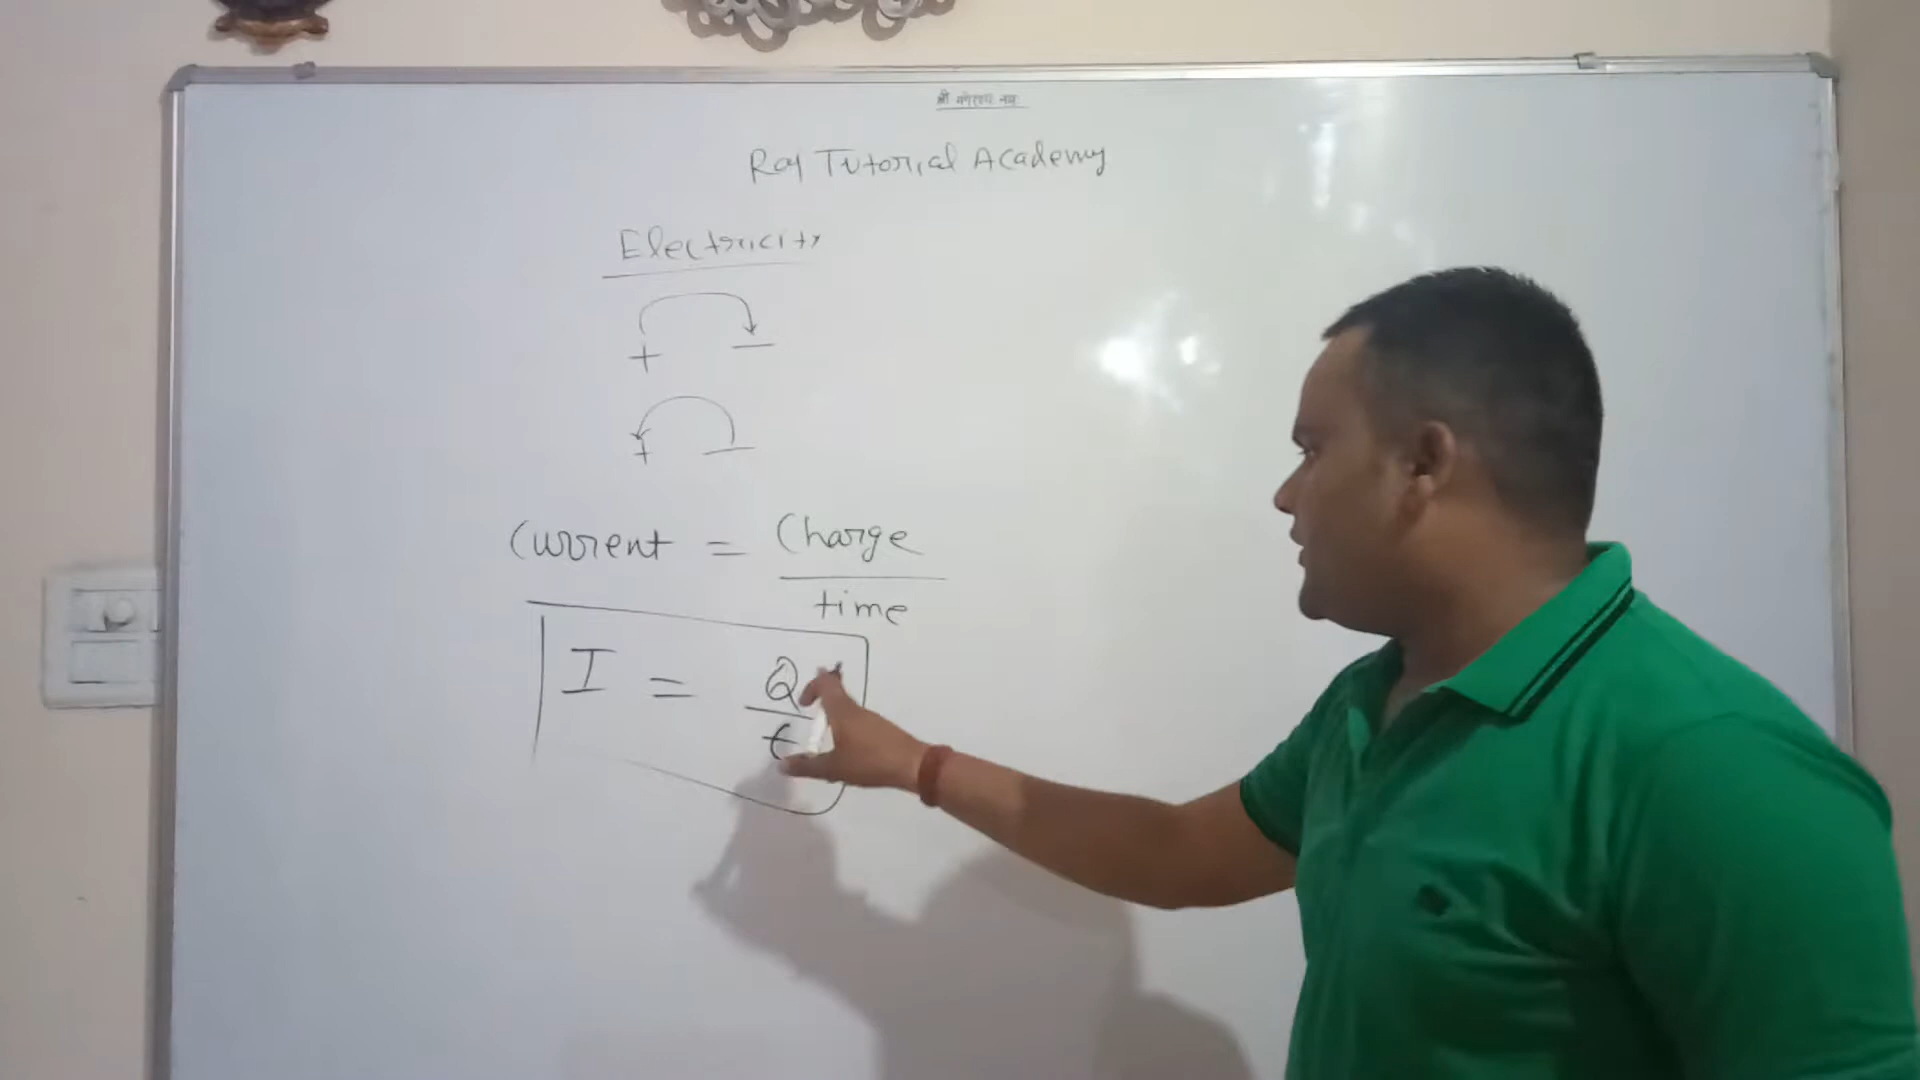 श्री गणेशाय नमः
Raj Tutorial Academy
Electricity
+ −
+ −
Current = Charge
time
I = Q
t